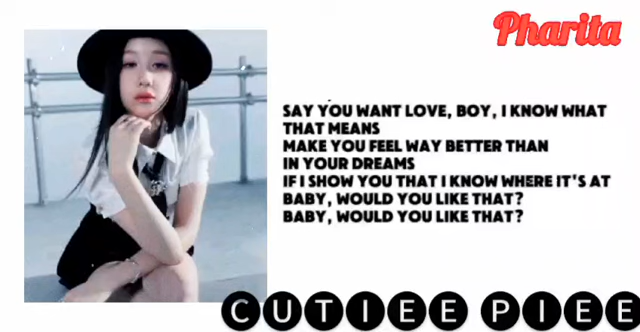 Pharita
SAY YOU WANT LOVE, BOY, I KNOW WHAT
THAT MEANS
MAKE YOU FEEL WAY BETTER THAN
IN YOUR DREAMS
IF I SHOW YOU THAT I KNOW WHERE IT'S AT
BABY, WOULD YOU LIKE THAT?
BABY, WOULD YOU LIKE THAT?
CUTIEE PIEE